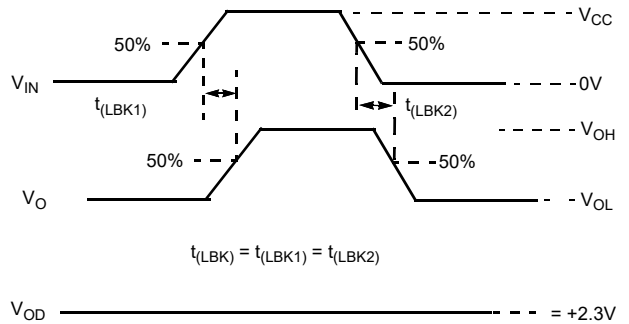 V_CC
50%
50%
V_IN
0V
t_(LBK1)
t_(LBK2)
V_OH
50%
50%
V_O
V_OL
t_(LBK) = t_(LBK1) = t_(LBK2)
V_OD
= +2.3V